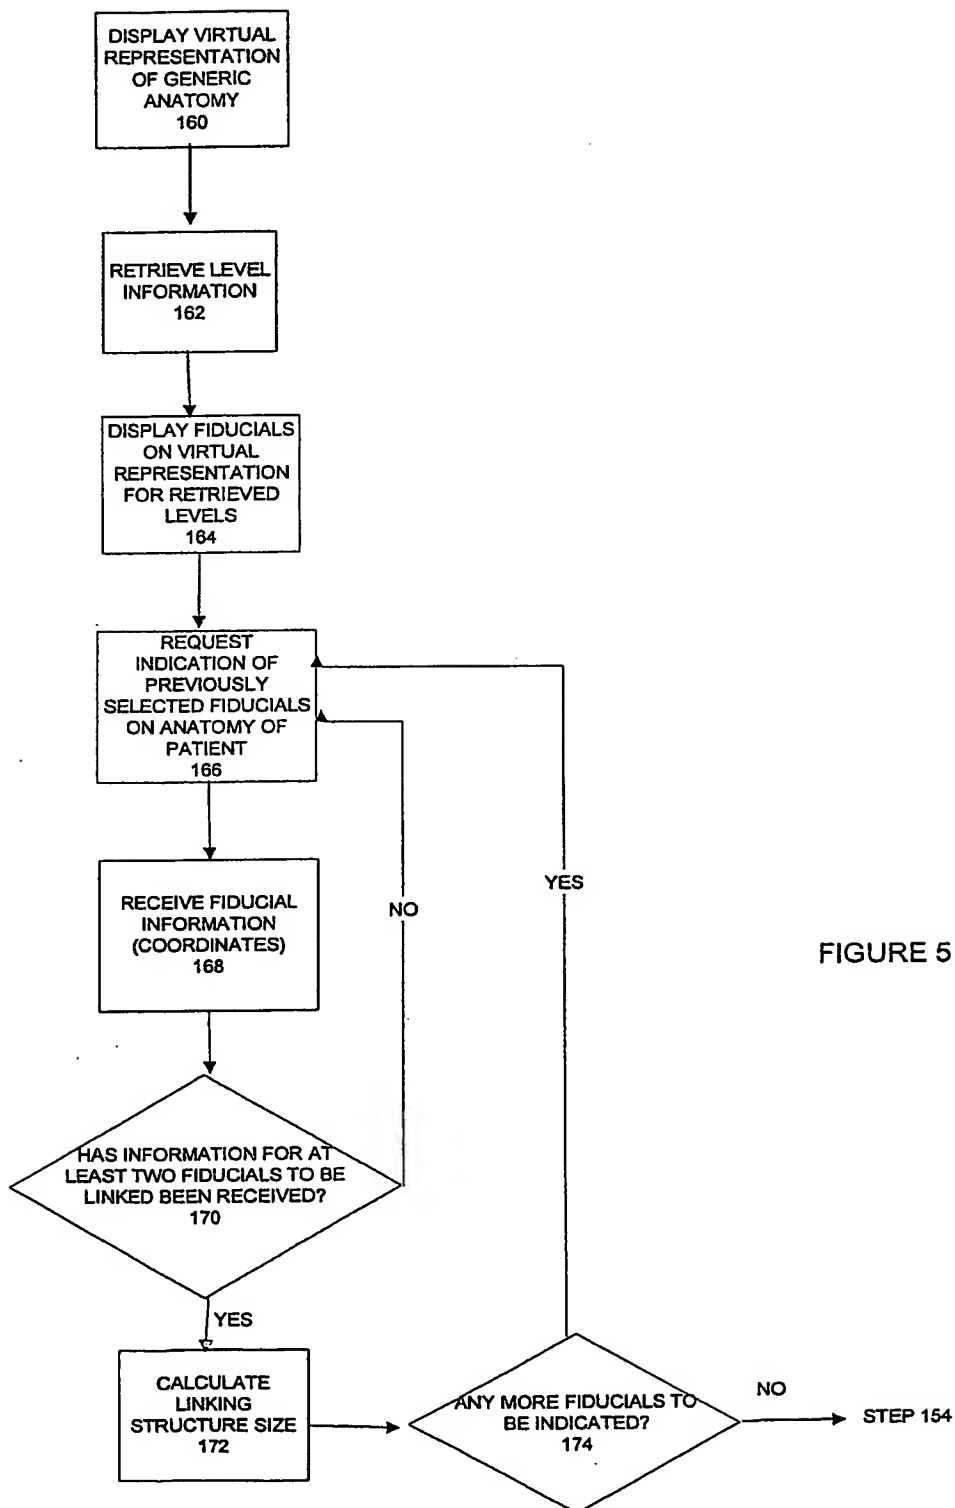 DISPLAY VIRTUAL
REPRESENTATION
OF GENERIC
ANATOMY
160
RETRIEVE LEVEL
INFORMATION
162
DISPLAY FIDUCIALS
ON VIRTUAL
REPRESENTATION
FOR RETRIEVED
LEVELS
164
REQUEST
INDICATION OF
PREVIOUSLY
SELECTED FIDUCIALS
ON ANATOMY OF
PATIENT
166
RECEIVE FIDUCIAL
INFORMATION
(COORDINATES)
168
NO
YES
FIGURE 5
HAS INFORMATION FOR AT
LEAST TWO FIDUCIALS TO BE
LINKED BEEN RECEIVED?
170
YES
CALCULATE
LINKING
STRUCTURE SIZE
172
ANY MORE FIDUCIALS TO
BE INDICATED?
174
NO
STEP 154